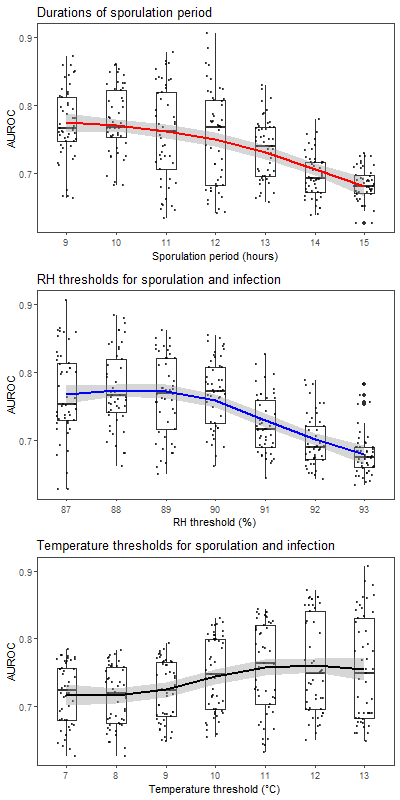 Durations of sporulation period
0.9
0.8
0.7
AUROC
9 10 11 12 13 14 15
Sporulation period (hours)
RH thresholds for sporulation and infection
0.9
0.8
0.7
AUROC
87 88 89 90 91 92 93
RH threshold (%)
Temperature thresholds for sporulation and infection
0.9
0.8
0.7
AUROC
7 8 9 10 11 12 13
Temperature threshold (°C)